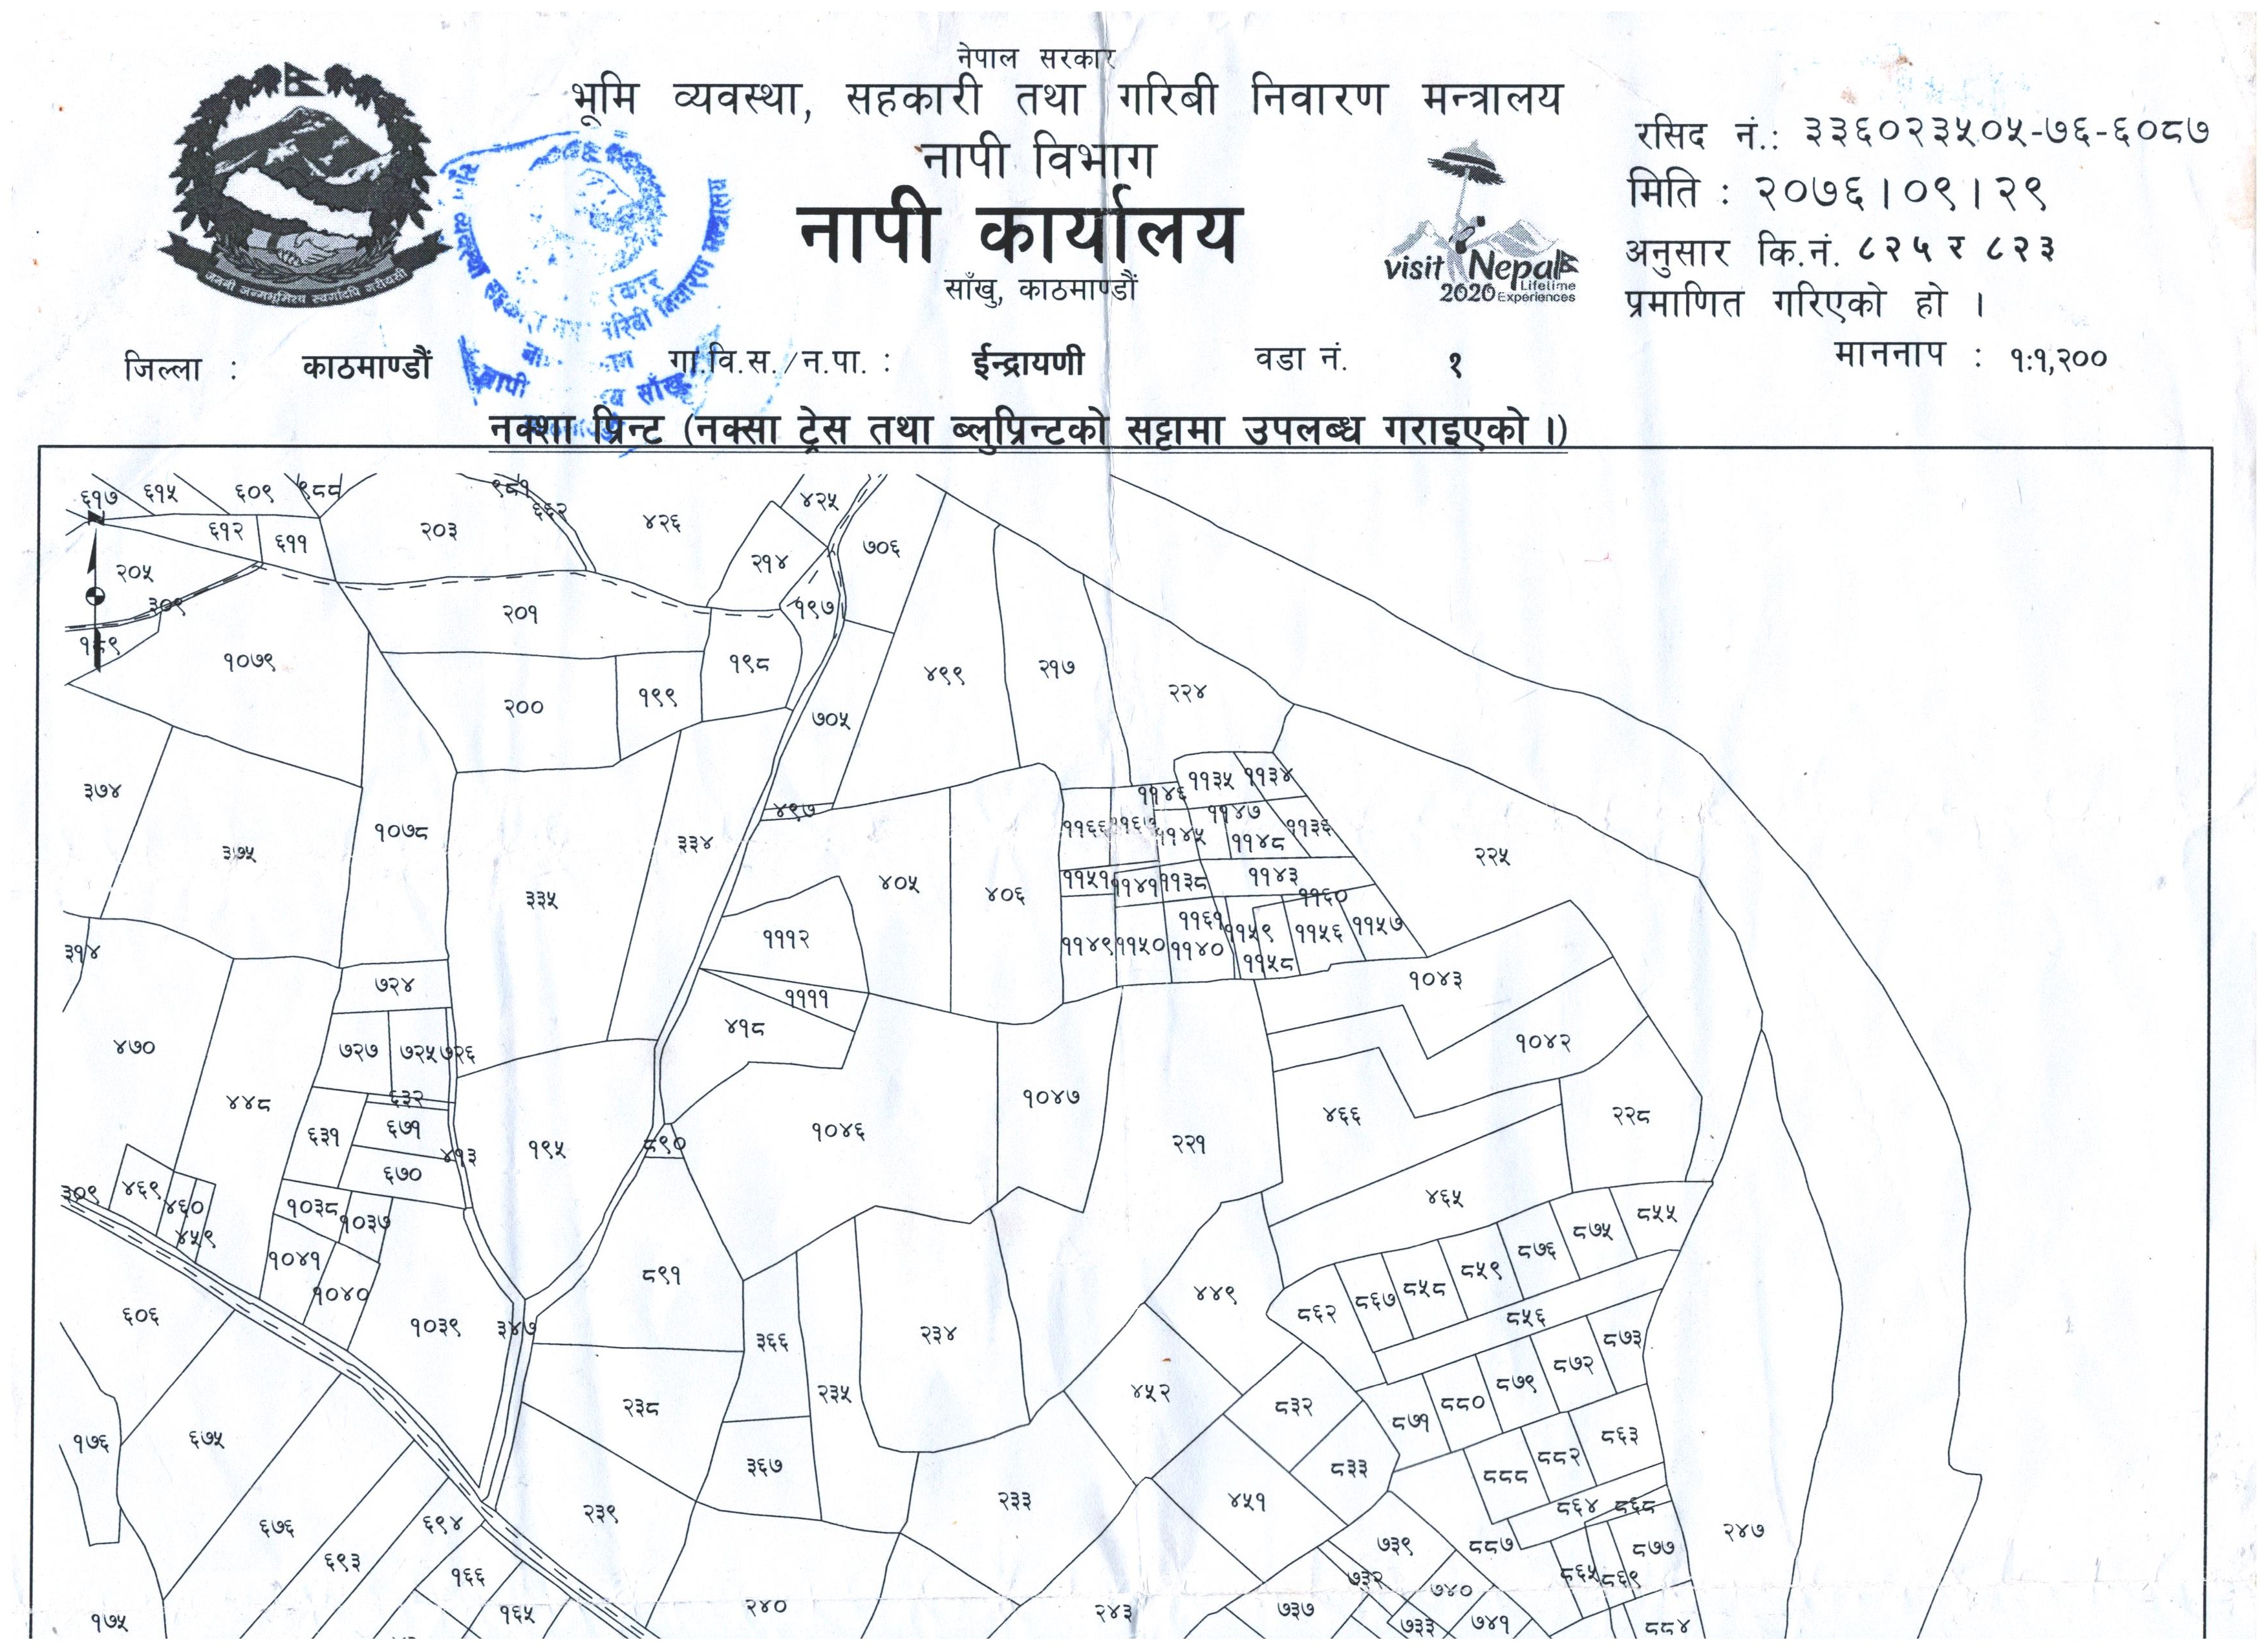 नेपाल सरकार
भूमि व्यवस्था, सहकारी तथा गरिबी निवारण मन्त्रालय
नापी विभाग
नापी कार्यालय
साँखु, काठमाण्डौं
जननी जन्मभूमिश्च स्वर्गादपि गरीयसी
visit Nepal
2020 Lifetime Experiences
रसिद नं.: ३३६०२३५०५-७६-६०८७
मिति : २०७६।०९।२९
अनुसार कि.नं. ८२५ र ८२३
प्रमाणित गरिएको हो ।
जिल्ला : काठमाण्डौं गा.वि.स./न.पा. : ईन्द्रायणी वडा नं. १ माननाप : १:१,२००
नक्शा प्रिन्ट (नक्सा ट्रेस तथा ब्लुप्रिन्टको सट्टामा उपलब्ध गराइएको ।)
६१७ ६१५ ६०९ ९८८ ९८१ ६६२ ४२६ ४२५
N ६१२ ६११ २०३ २१४ ७०६
२०५ ३०९ २०१ १९७
१०७९ २०० १९९ १९८ ७०५ ४९९ २१७ २२४
३७४ ३७५ १०७८ ३३५ ३३४ ४९७ ४०५ ४०६
११३५ ११३४ ११४६ ११४७ ११३६
११६६ ११४५ ११४८ २२५
११५१ ११४१ ११३८ ११४३ ११६०
११६१ ११५९ ११५६ ११५७
११४९ ११५० ११४० ११५८
३१४ ७२४ १११२ ११११ ४१८ १०४३
४७० ७२७ ७२५ ७२६ १०४२
४४८ ६३२ ६३१ ६७१ ४१३ १९५ ८९० १०४६ १०४७ २२१ ४६६ २२८
३०९ ४६९ ४६० ४५९ ६७० १०३८ १०३७ ४६५
१०४१ १०४० ८९१ ४४९ ८६२ ८६७ ८५८ ८५९ ८७६ ८७५ ८५५
६०६ १०३९ ३४७ ३६६ २३४ ८५६
२३८ २३५ ४५२ ८३२ ८७१ ८८० ८७९ ८७२ ८७३
१७६ ६७५ ३६७ २३३ ४५१ ८३३ ८८८ ८८२ ८६३
६७६ ६९४ २३९ ७३९ ८८७ ८६४ ८६८ २४७
६९३ १६६ ७३२ ७४० ८६५ ८६९ ८७७
१७५ १६५ २४० २४३ ७३७ ७३३ ७४१ ८८४